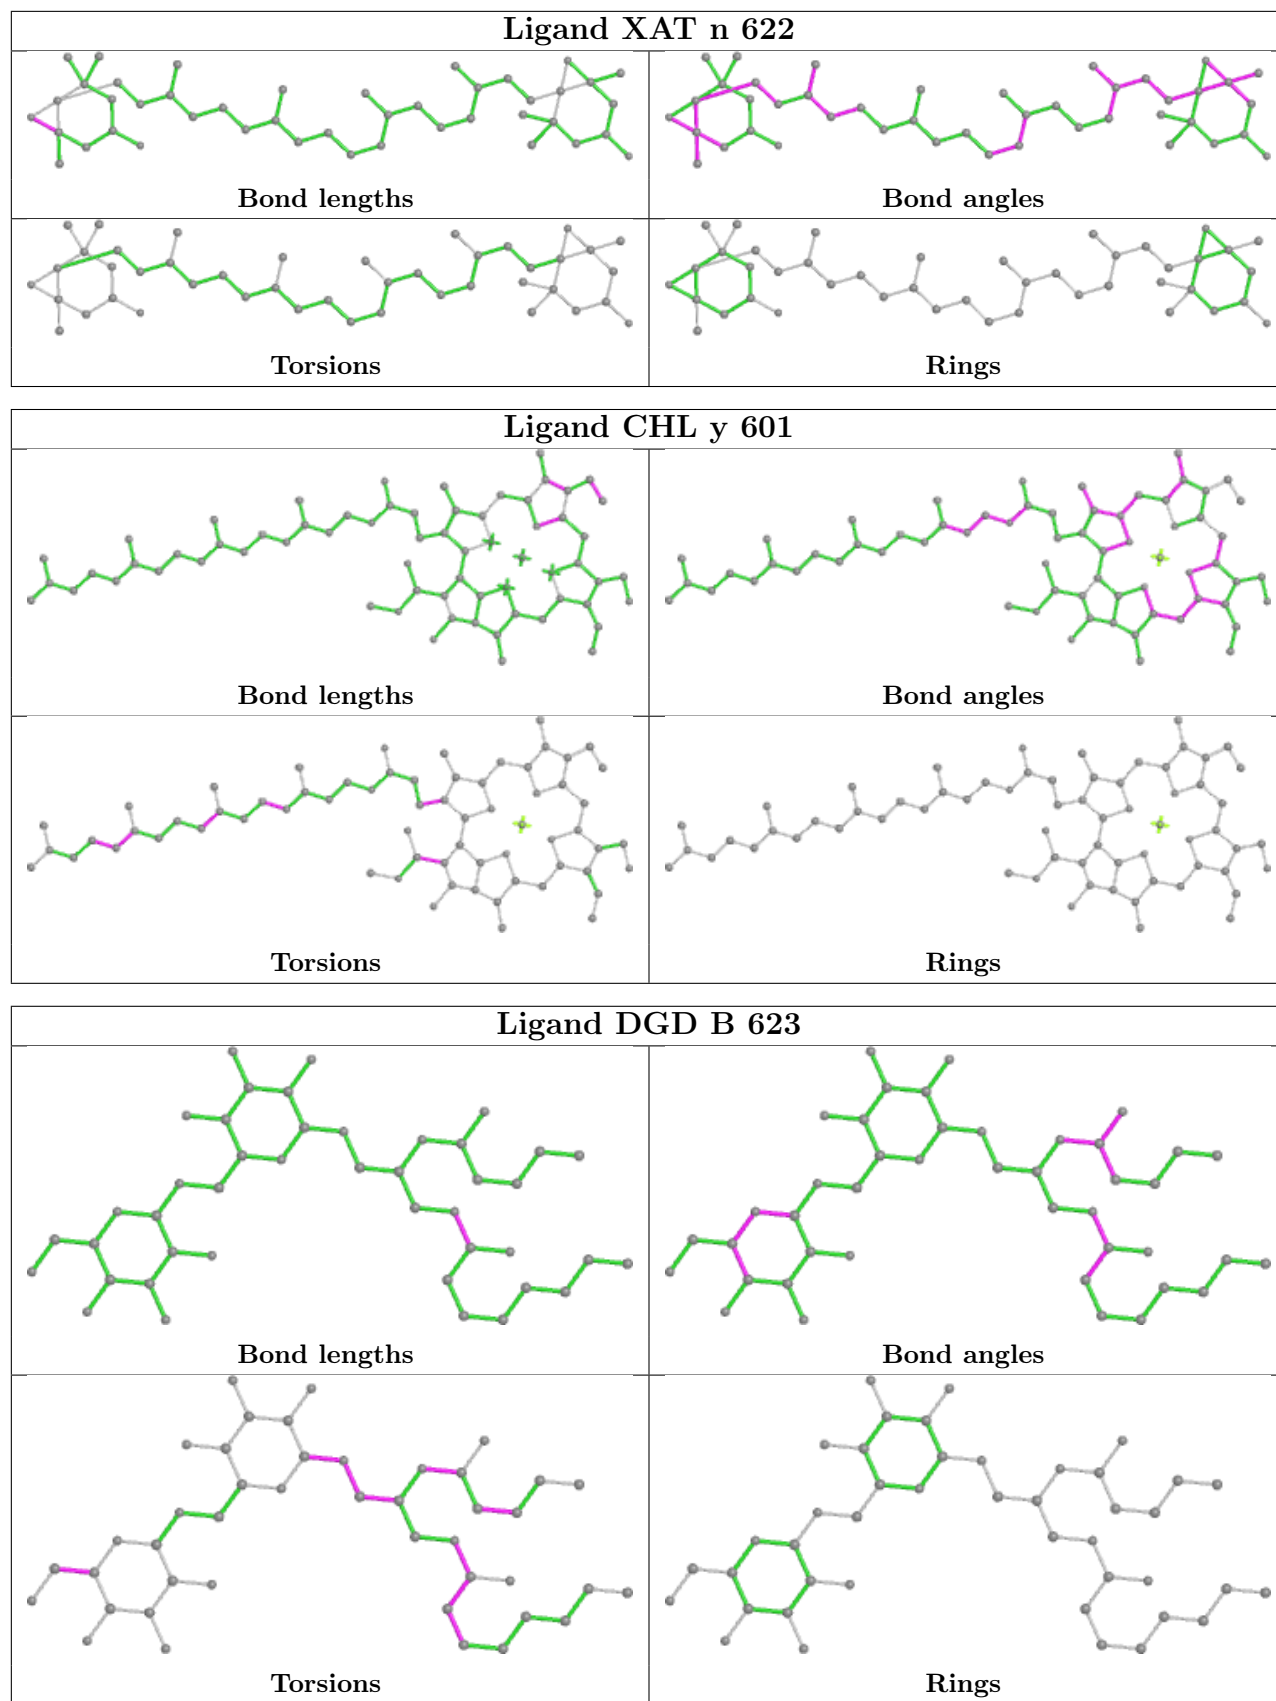 Ligand XAT n 622
Bond lengths
Bond angles
Torsions
Rings
Ligand CHL y 601
Bond lengths
Bond angles
Torsions
Rings
Ligand DGD B 623
Bond lengths
Bond angles
Torsions
Rings